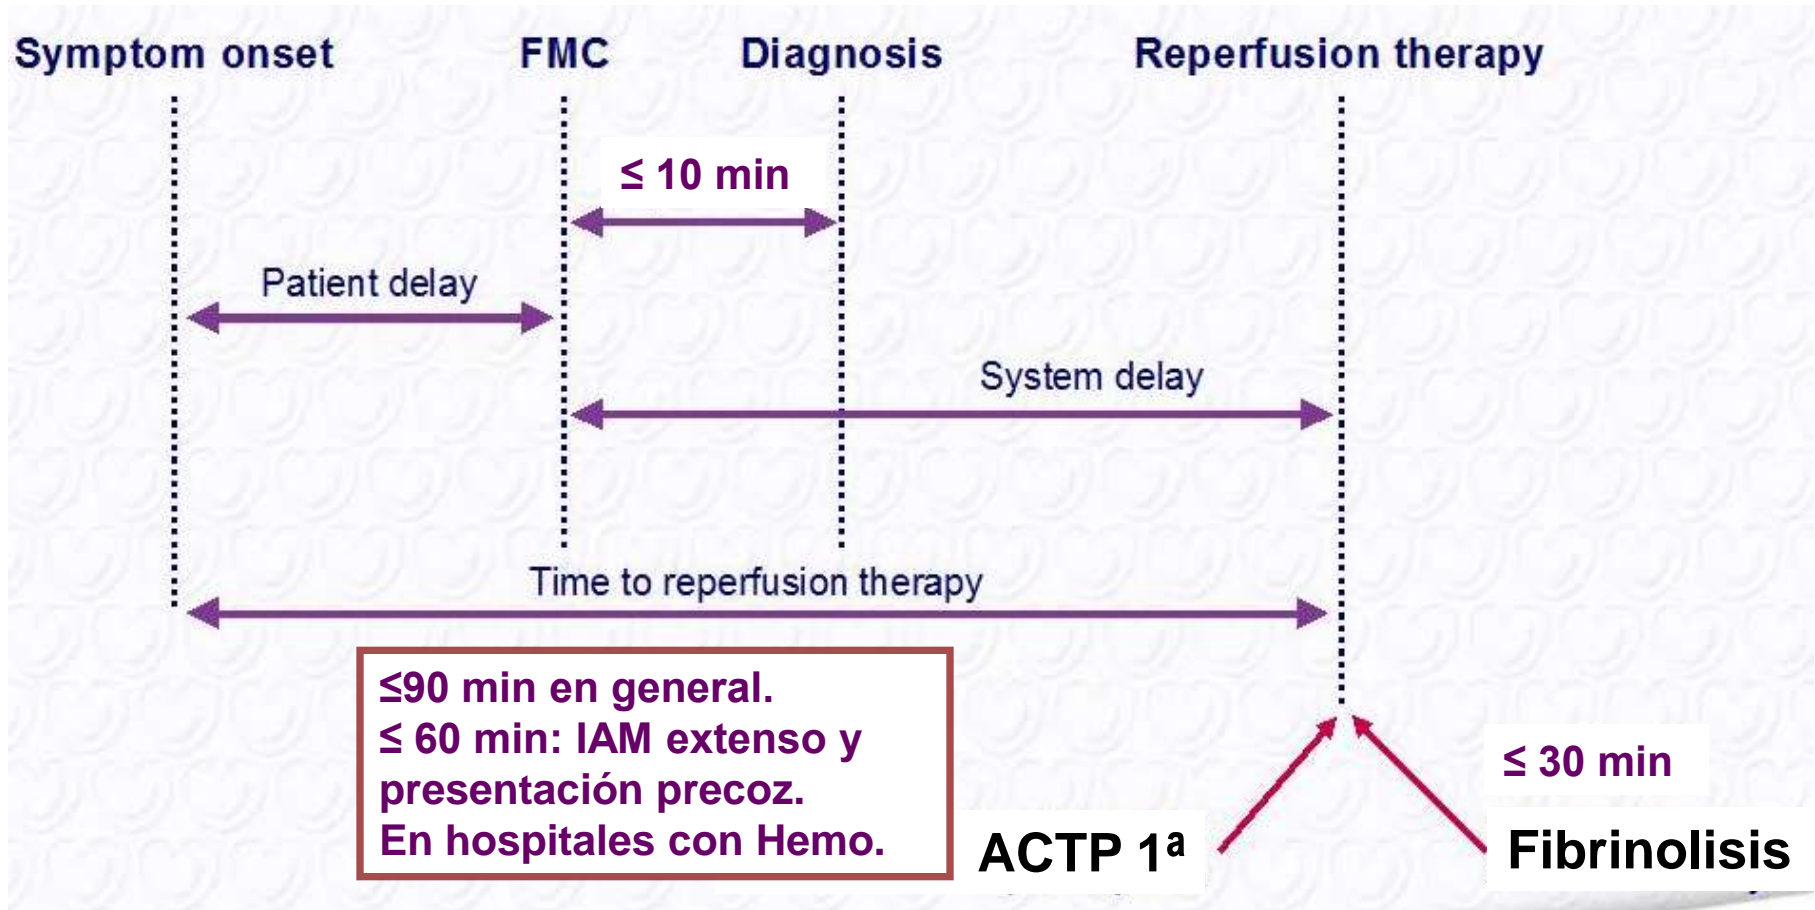 Symptom onset FMC Diagnosis Reperfusion therapy
≤ 10 min
Patient delay
System delay
Time to reperfusion therapy
≤90 min en general.
≤ 60 min: IAM extenso y
presentación precoz.
En hospitales con Hemo.
≤ 30 min
ACTP 1ª
Fibrinolisis